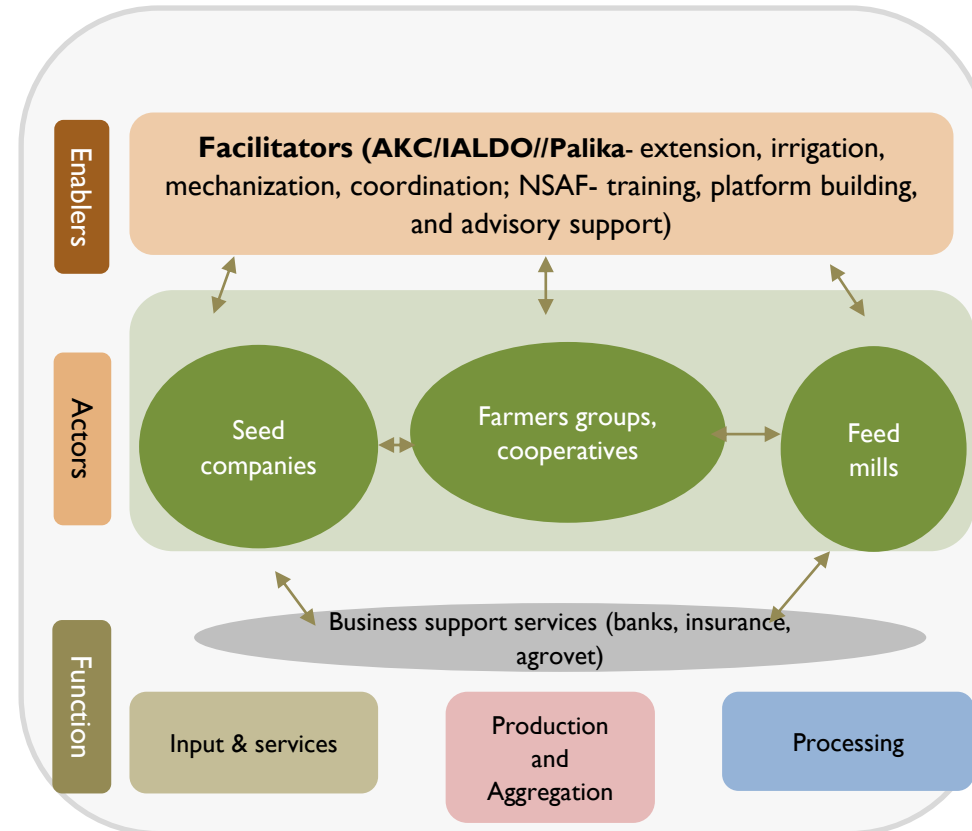 Enablers
Facilitators (AKC/IALDO//Palika- extension, irrigation,
mechanization, coordination; NSAF- training, platform building,
and advisory support)
Actors
Seed
companies
Farmers groups,
cooperatives
Feed
mills
Function
Business support services (banks, insurance,
agrovet)
Input & services
Production
and
Aggregation
Processing